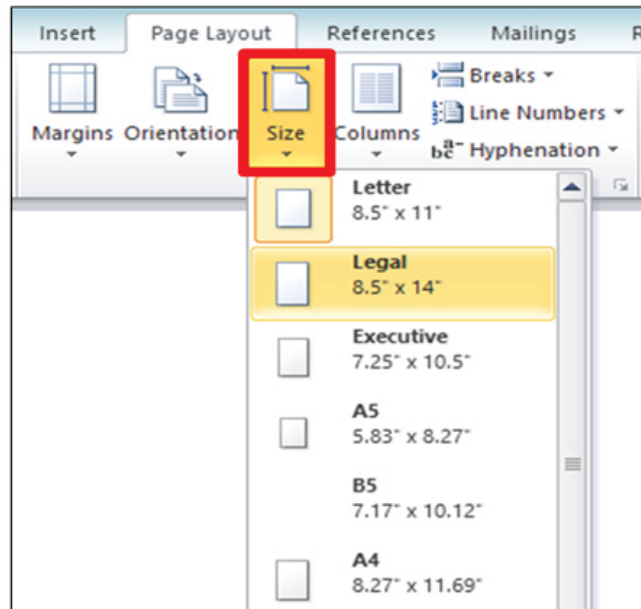 Insert Page Layout References Mailings
Margins Orientation Size Columns Breaks
Line Numbers
Hyphenation
Letter
8.5" x 11"
Legal
8.5" x 14"
Executive
7.25" x 10.5"
A5
5.83" x 8.27"
B5
7.17" x 10.12"
A4
8.27" x 11.69"